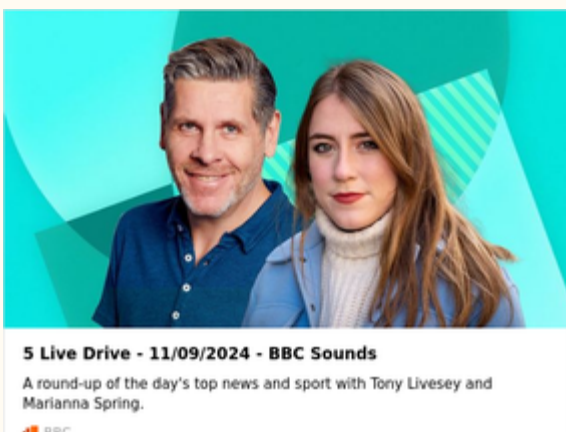 5 Live Drive - 11/09/2024 - BBC Sounds
A round-up of the day's top news and sport with Tony Livesey and
Marianna Spring.
BBC